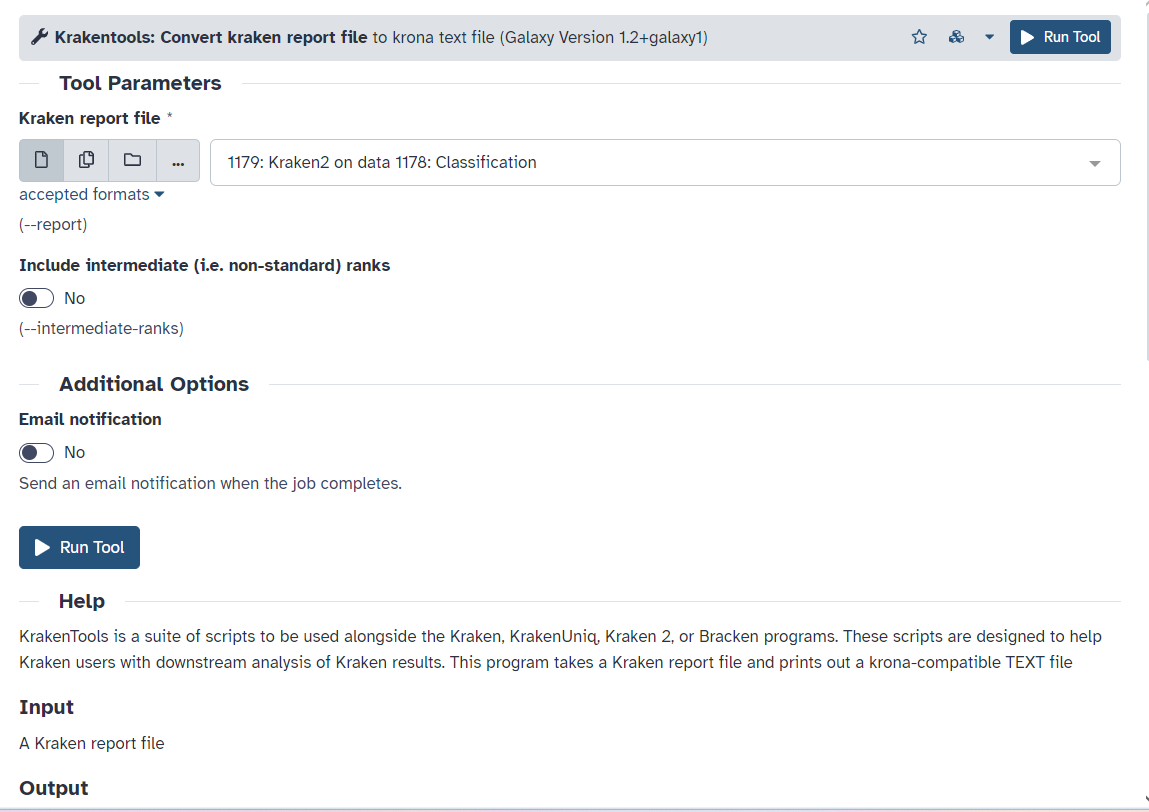 Krakentools: Convert kraken report file to krona text file (Galaxy Version 1.2+galaxy1)
Run Tool
Tool Parameters
Kraken report file *
...
1179: Kraken2 on data 1178: Classification
accepted formats
(--report)
Include intermediate (i.e. non-standard) ranks
No
(--intermediate-ranks)
Additional Options
Email notification
No
Send an email notification when the job completes.
Run Tool
Help
KrakenTools is a suite of scripts to be used alongside the Kraken, KrakenUniq, Kraken 2, or Bracken programs. These scripts are designed to help
Kraken users with downstream analysis of Kraken results. This program takes a Kraken report file and prints out a krona-compatible TEXT file
Input
A Kraken report file
Output